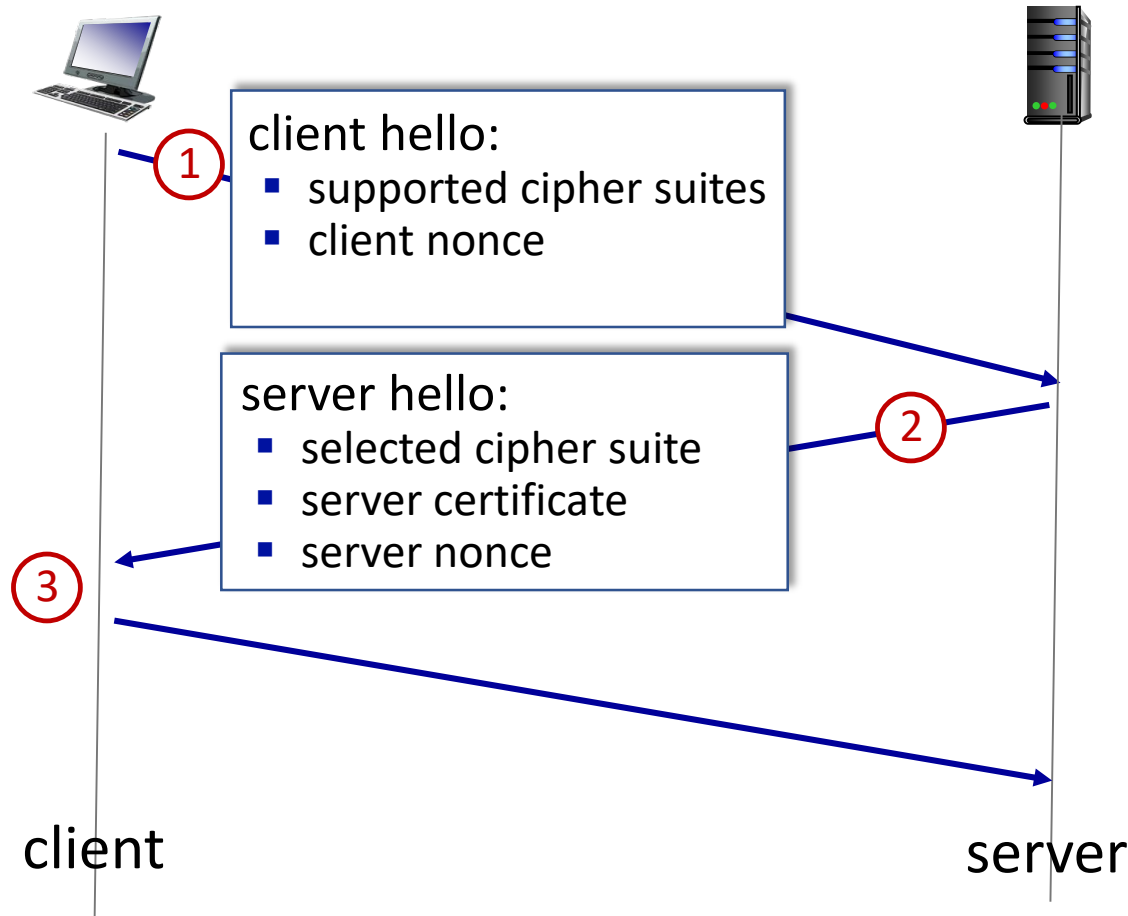 1
client hello:
▪ supported cipher suites
▪ client nonce
server hello:
▪ selected cipher suite
▪ server certificate
▪ server nonce
2
3
client
server